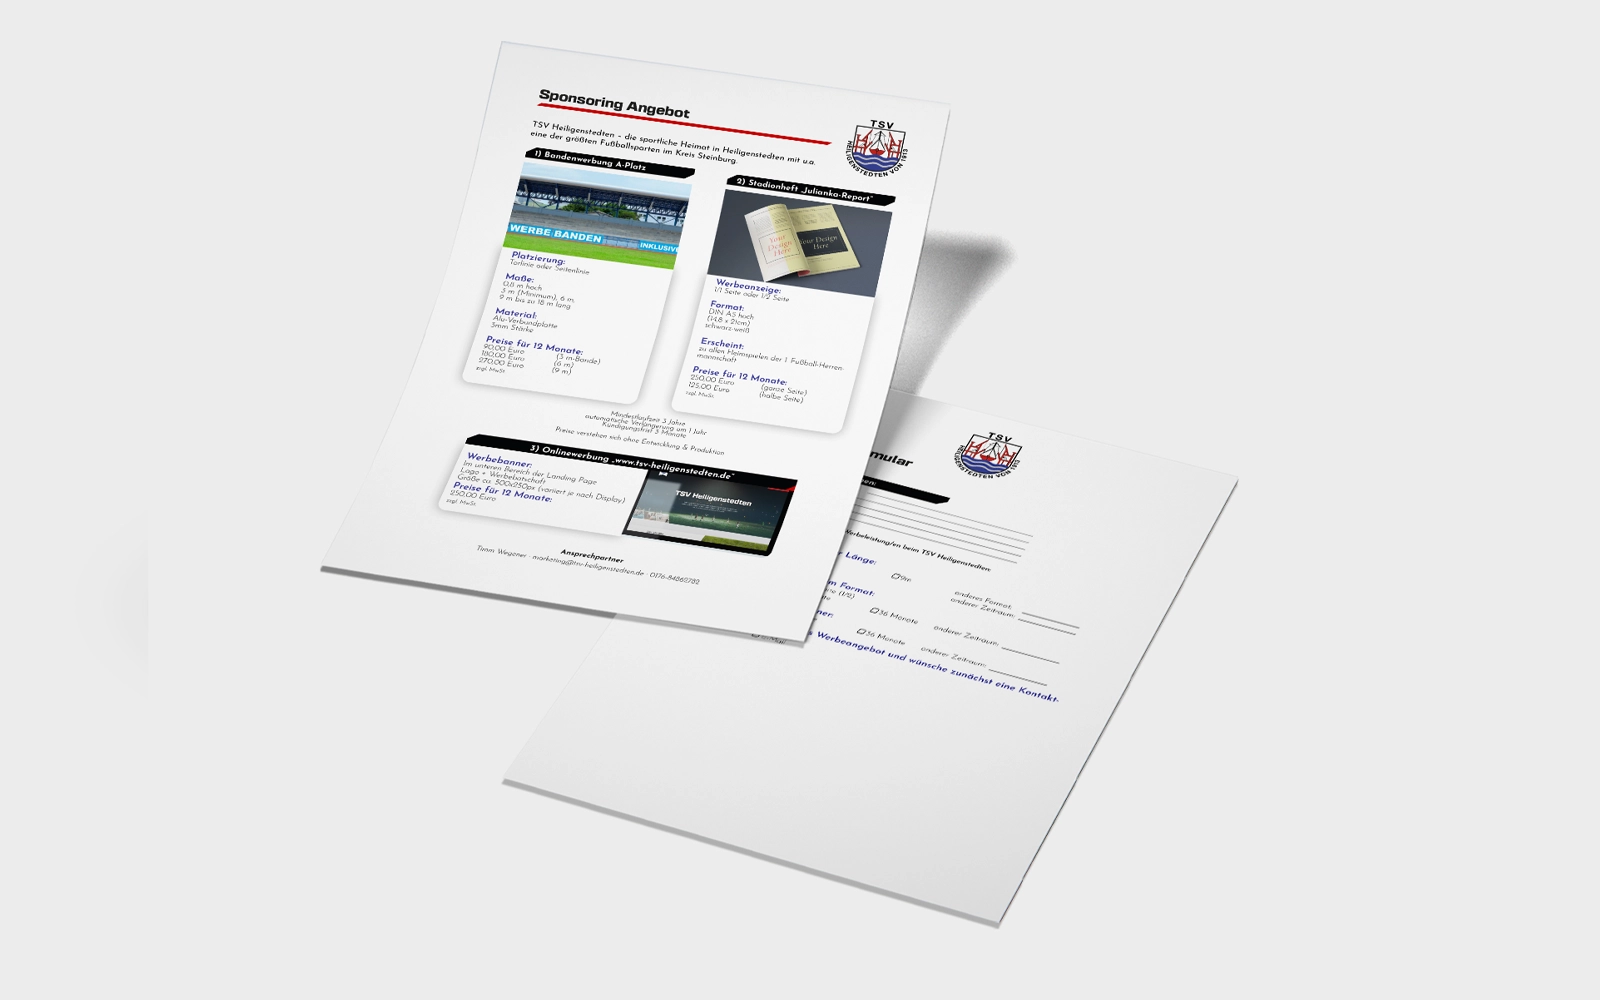 Sponsoring Angebot
TSV
HEILIGENSTEDTEN VON 1913
TSV Heiligenstedten – die sportliche Heimat in Heiligenstedten mit u.a.
eine der größten Fußballsparten im Kreis Steinburg.
1) Bandenwerbung A-Platz
WERBE BANDEN
INKLUSIVE
Platzierung:
Torlinie oder Seitenlinie
Maße:
0,8 m hoch
3 m (Minimum), 6 m,
9 m bis zu 18 m lang
Material:
Alu-Verbundplatte
3mm Stärke
Preise für 12 Monate:
90,00 Euro (3 m-Bande)
180,00 Euro (6 m)
270,00 Euro (9 m)
zzgl. MwSt.
2) Stadionheft „Julianka-Report“
Your
Design
Here
Your Design
Here
Werbeanzeige:
1/1 Seite oder 1/2 Seite
Format:
DIN A5 hoch
(14,8 x 21cm)
schwarz-weiß
Erscheint:
zu allen Heimspielen der 1. Fußball-Herren-
mannschaft
Preise für 12 Monate:
250,00 Euro (ganze Seite)
125,00 Euro (halbe Seite)
zzgl. MwSt.
Mindestlaufzeit 3 Jahre
automatische Verlängerung um 1 Jahr
Kündigungsfrist 3 Monate
Preise verstehen sich ohne Entwicklung & Produktion
3) Onlinewerbung „www.tsv-heiligenstedten.de“
Werbebanner:
Im unteren Bereich der Landing Page
Logo + Werbebotschaft
Größe ca. 500x250px (variiert je nach Display)
Preise für 12 Monate:
250,00 Euro
zzgl. MwSt.
TSV Heiligenstedten
Ansprechpartner
Timm Wegener · marketing@tsv-heiligenstedten.de · 0176-84862782
mular
TSV
HEILIGENSTEDTEN VON 1913
en:
Werbeleistung/en beim TSV Heiligenstedten:
r Länge:
9m
anderes Format:
anderer Zeitraum:
m Format:
ne (1/2)
te
36 Monate
anderer Zeitraum:
ner:
36 Monate
anderer Zeitraum:
s Werbeangebot und wünsche zunächst eine Kontakt-